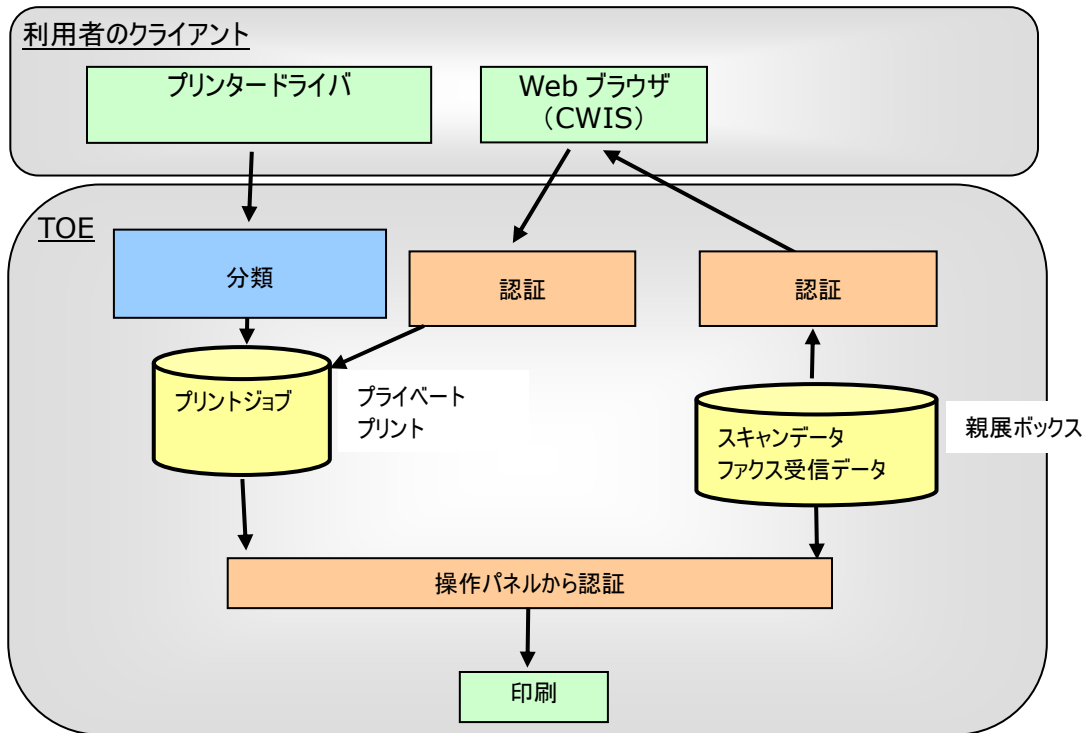 利用者のクライアント
プリンタードライバ
Web ブラウザ
（CWIS）
TOE
分類
認証
認証
プリントジョブ
プライベート
プリント
スキャンデータ
ファクス受信データ
親展ボックス
操作パネルから認証
印刷